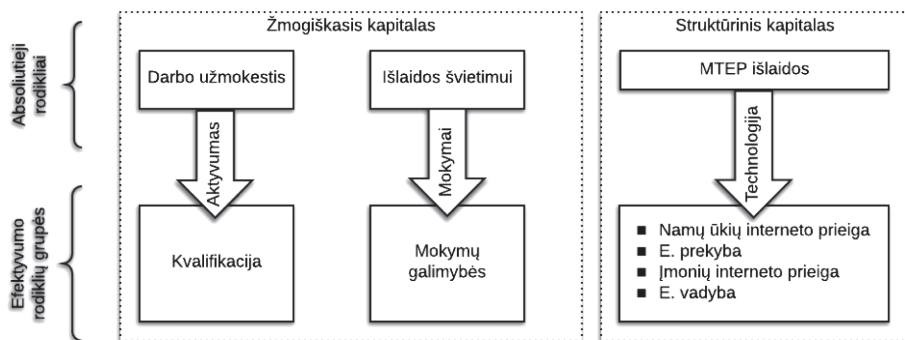 Žmogiškasis kapitalas
Struktūrinis kapitalas
Absoliutieji
rodikliai
Darbo užmokestis
Išlaidos švietimui
MTEP išlaidos
Aktyvumas
Mokymai
Technologija
Efektyvumo
rodiklių grupės
Kvalifikacija
Mokymų
galimybės
■ Namų ūkių interneto prieiga
■ E. prekyba
■ Įmonių interneto prieiga
■ E. vadyba